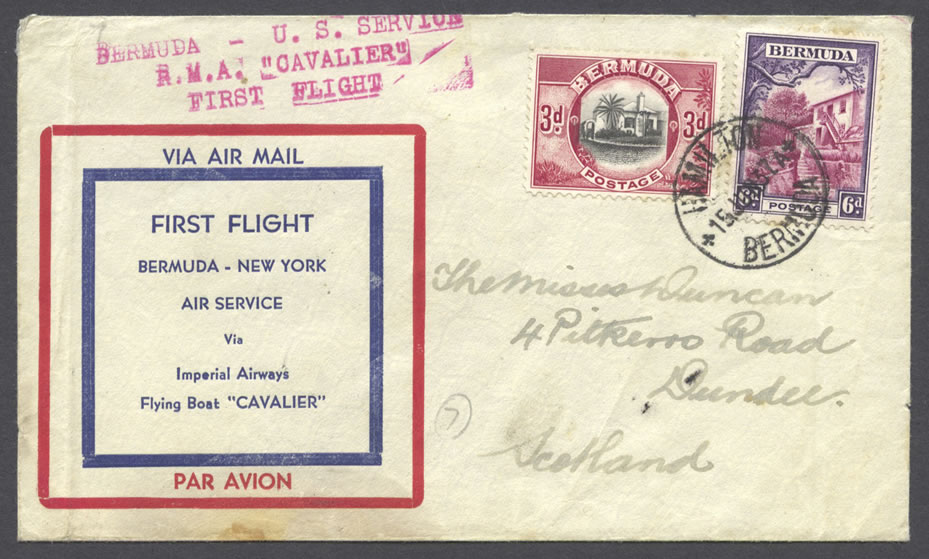 BERMUDA - U. S. SERVICE
R.M.A. "CAVALIER"
FIRST FLIGHT
BERMUDA
3d 3d
POSTAGE
BERMUDA
POSTAGE
6d
HAMILTON
BERMUDA
VIA AIR MAIL
FIRST FLIGHT
BERMUDA - NEW YORK
AIR SERVICE
Via
Imperial Airways
Flying Boat "CAVALIER"
PAR AVION
The Misses Duncan
4 Pitkerro Road
Dundee.
Scotland
7